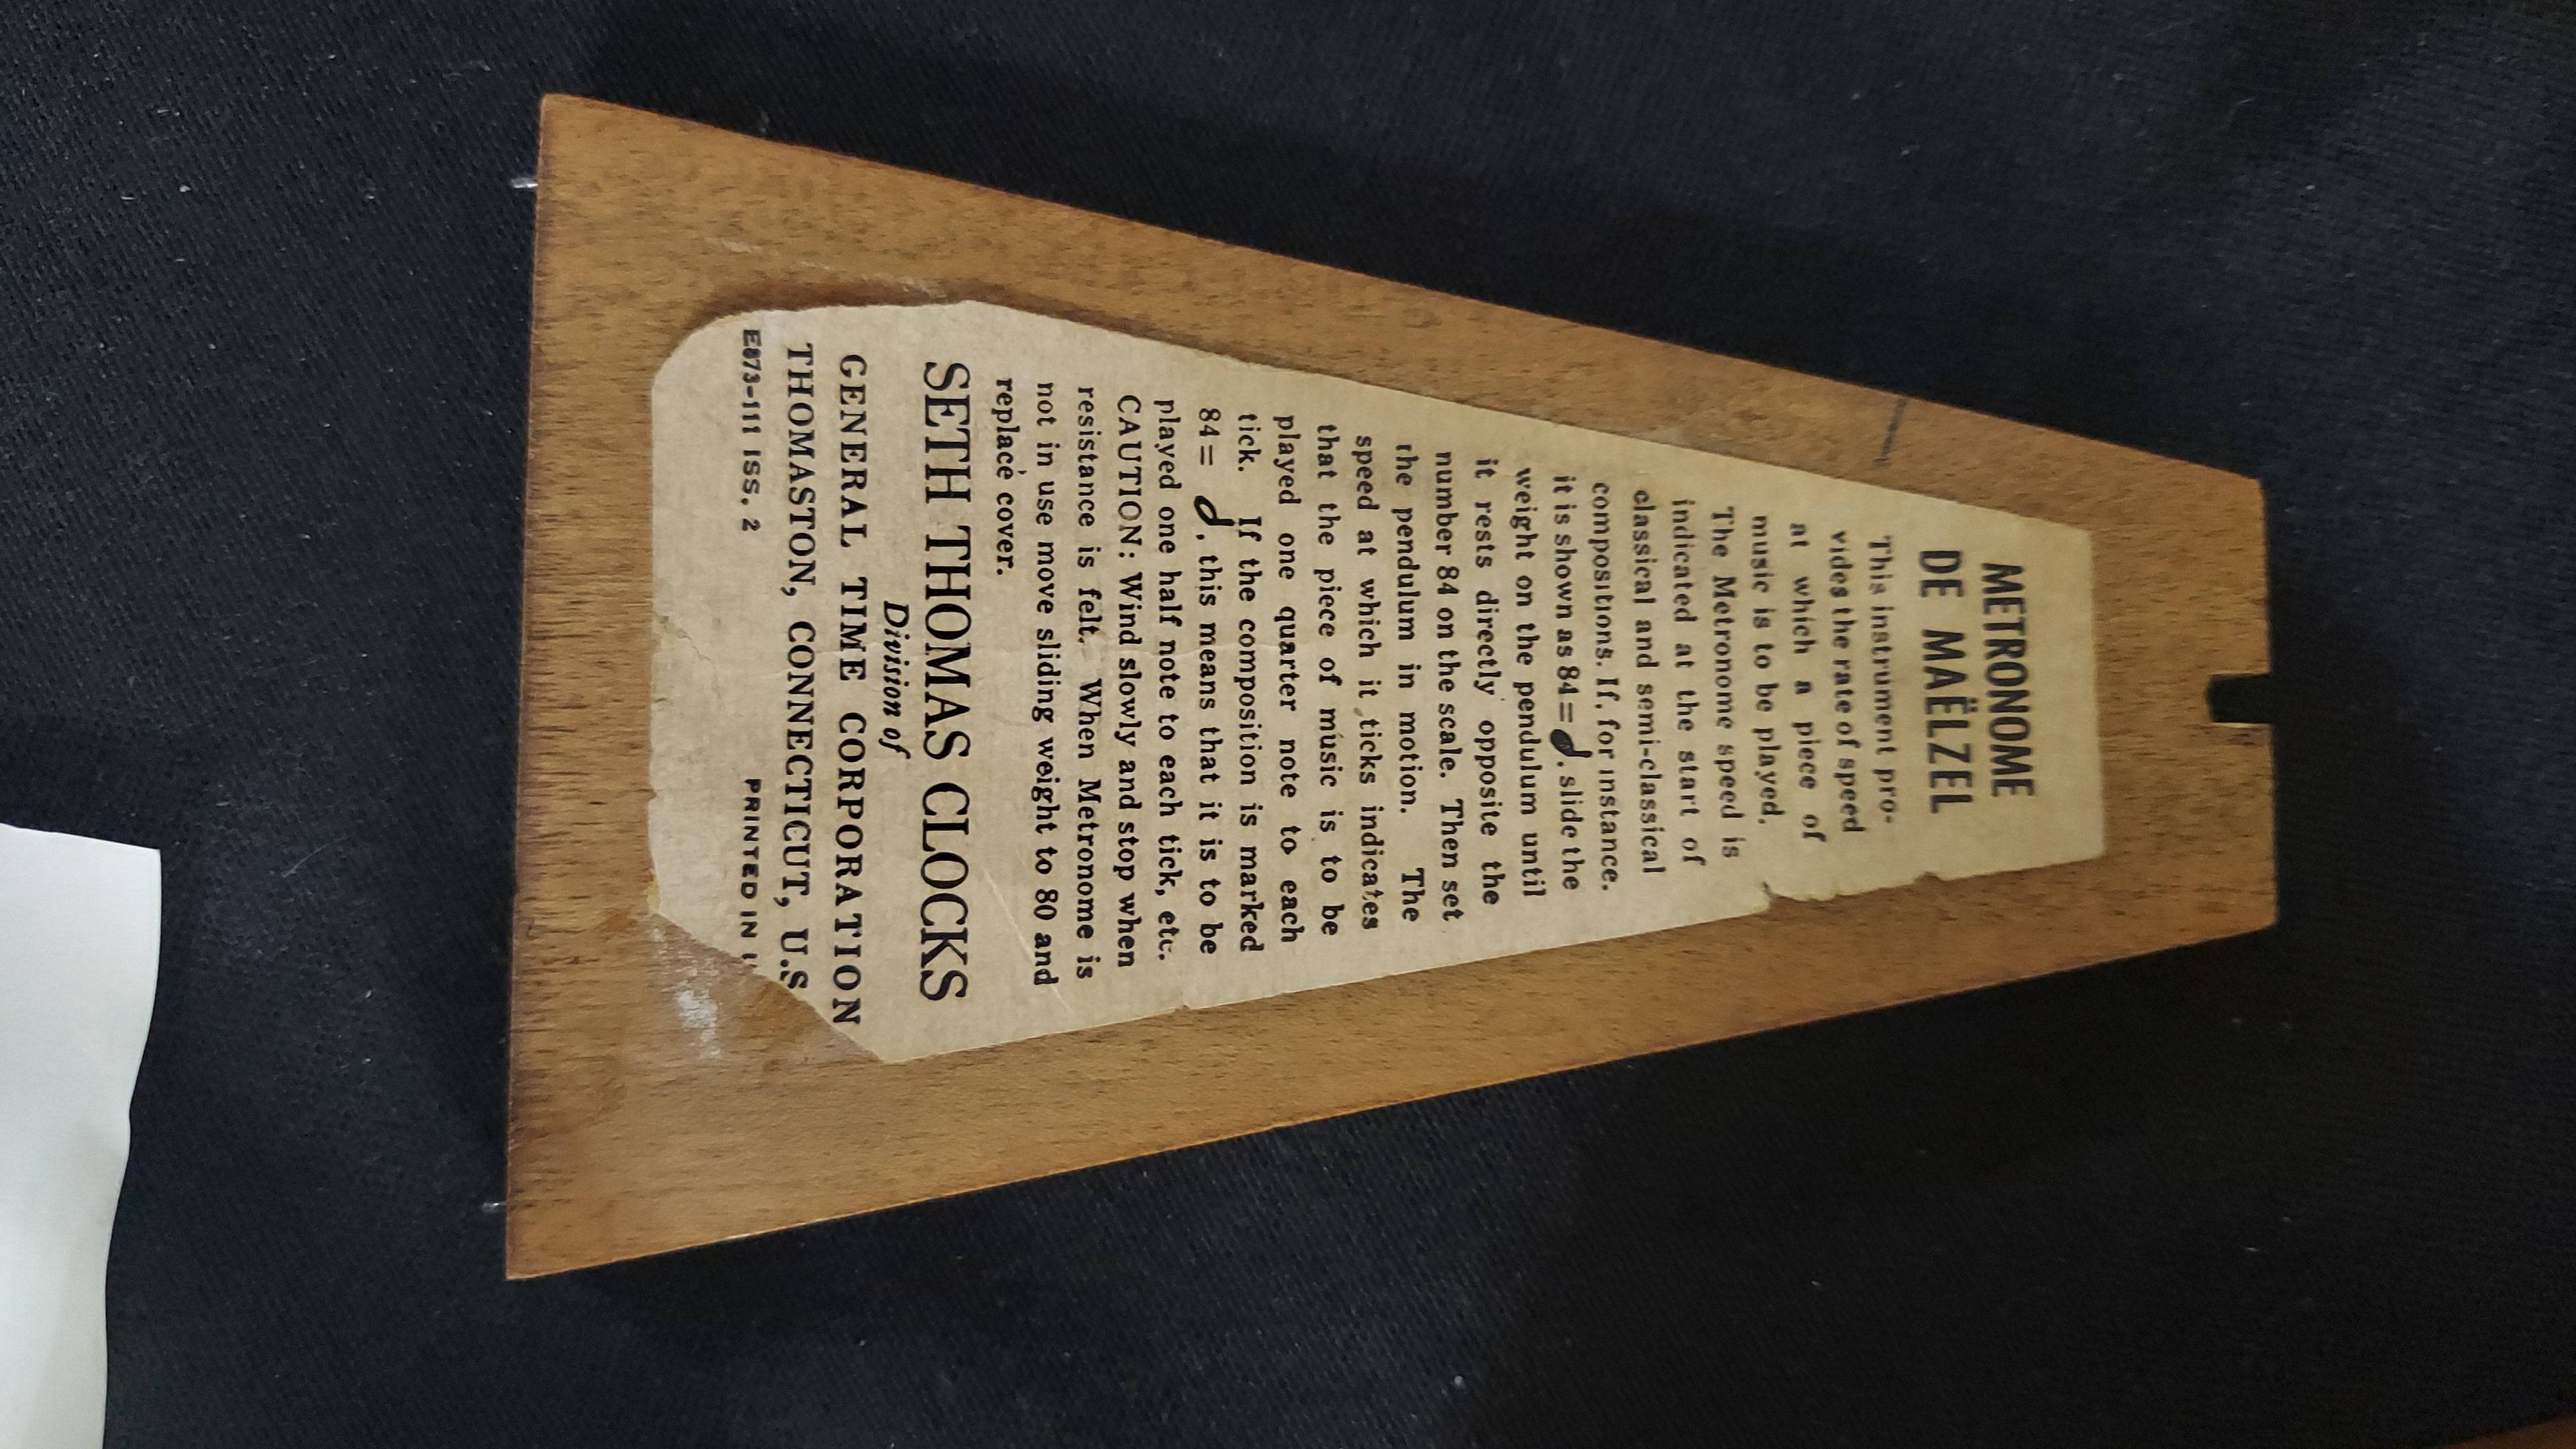 METRONOME
DE MAËLZEL
This instrument pro-
vides the rate of speed
at which a piece of
music is to be played.
The Metronome speed is
indicated at the start of
classical and semi-classical
compositions. If, for instance,
it is shown as 84=♩, slide the
weight on the pendulum until
it rests directly opposite the
number 84 on the scale. Then set
the pendulum in motion. The
speed at which it ticks indicates
that the piece of music is to be
played one quarter note to each
tick. If the composition is marked
84=𝅗𝅥, this means that it is to be
played one half note to each tick, etc.
CAUTION: Wind slowly and stop when
resistance is felt. When Metronome is
not in use move sliding weight to 80 and
replace cover.
SETH THOMAS CLOCKS
Division of
GENERAL TIME CORPORATION
THOMASTON, CONNECTICUT, U.S
E873-111 ISS. 2 PRINTED IN U